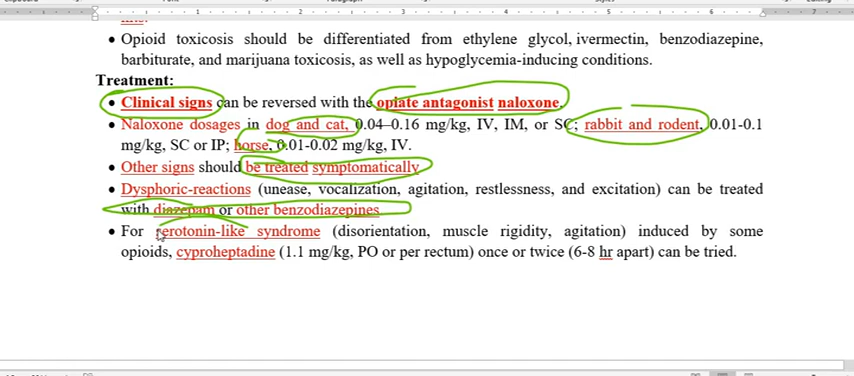 • Opioid toxicosis should be differentiated from ethylene glycol, ivermectin, benzodiazepine,
barbiturate, and marijuana toxicosis, as well as hypoglycemia-inducing conditions.
Treatment:
• Clinical signs can be reversed with the opiate antagonist naloxone.
• Naloxone dosages in dog and cat, 0.04–0.16 mg/kg, IV, IM, or SC; rabbit and rodent, 0.01-0.1
mg/kg, SC or IP; horse, 0.01-0.02 mg/kg, IV.
• Other signs should be treated symptomatically.
• Dysphoric-reactions (unease, vocalization, agitation, restlessness, and excitation) can be treated
with diazepam or other benzodiazepines.
• For serotonin-like syndrome (disorientation, muscle rigidity, agitation) induced by some
opioids, cyproheptadine (1.1 mg/kg, PO or per rectum) once or twice (6-8 hr apart) can be tried.